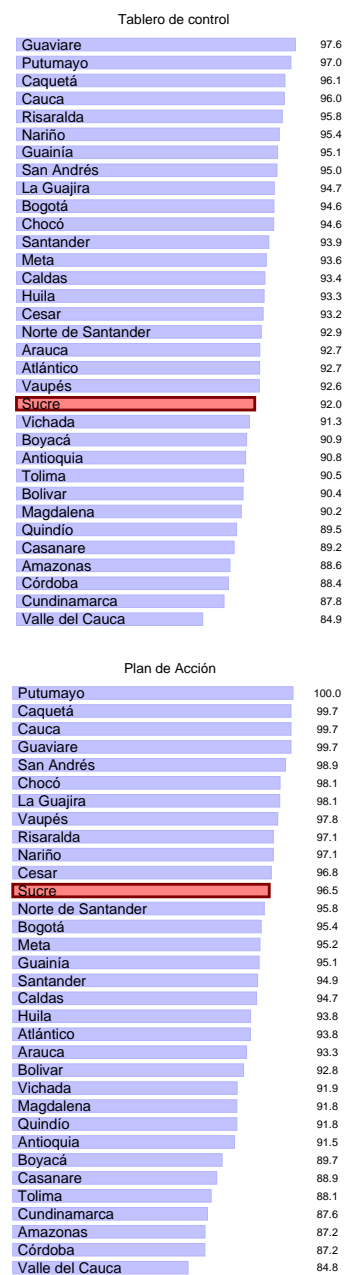 Tablero de control
Guaviare 97.6
Putumayo 97.0
Caquetá 96.1
Cauca 96.0
Risaralda 95.8
Nariño 95.4
Guainía 95.1
San Andrés 95.0
La Guajira 94.7
Bogotá 94.6
Chocó 94.6
Santander 93.9
Meta 93.6
Caldas 93.4
Huila 93.3
Cesar 93.2
Norte de Santander 92.9
Arauca 92.7
Atlántico 92.7
Vaupés 92.6
Sucre 92.0
Vichada 91.3
Boyacá 90.9
Antioquia 90.8
Tolima 90.5
Bolivar 90.4
Magdalena 90.2
Quindío 89.5
Casanare 89.2
Amazonas 88.6
Córdoba 88.4
Cundinamarca 87.8
Valle del Cauca 84.9
Plan de Acción
Putumayo 100.0
Caquetá 99.7
Cauca 99.7
Guaviare 99.7
San Andrés 98.9
Chocó 98.1
La Guajira 98.1
Vaupés 97.8
Risaralda 97.1
Nariño 97.1
Cesar 96.8
Sucre 96.5
Norte de Santander 95.8
Bogotá 95.4
Meta 95.2
Guainía 95.1
Santander 94.9
Caldas 94.7
Huila 93.8
Atlántico 93.8
Arauca 93.3
Bolivar 92.8
Vichada 91.9
Magdalena 91.8
Quindío 91.8
Antioquia 91.5
Boyacá 89.7
Casanare 88.9
Tolima 88.1
Cundinamarca 87.6
Amazonas 87.2
Córdoba 87.2
Valle del Cauca 84.8